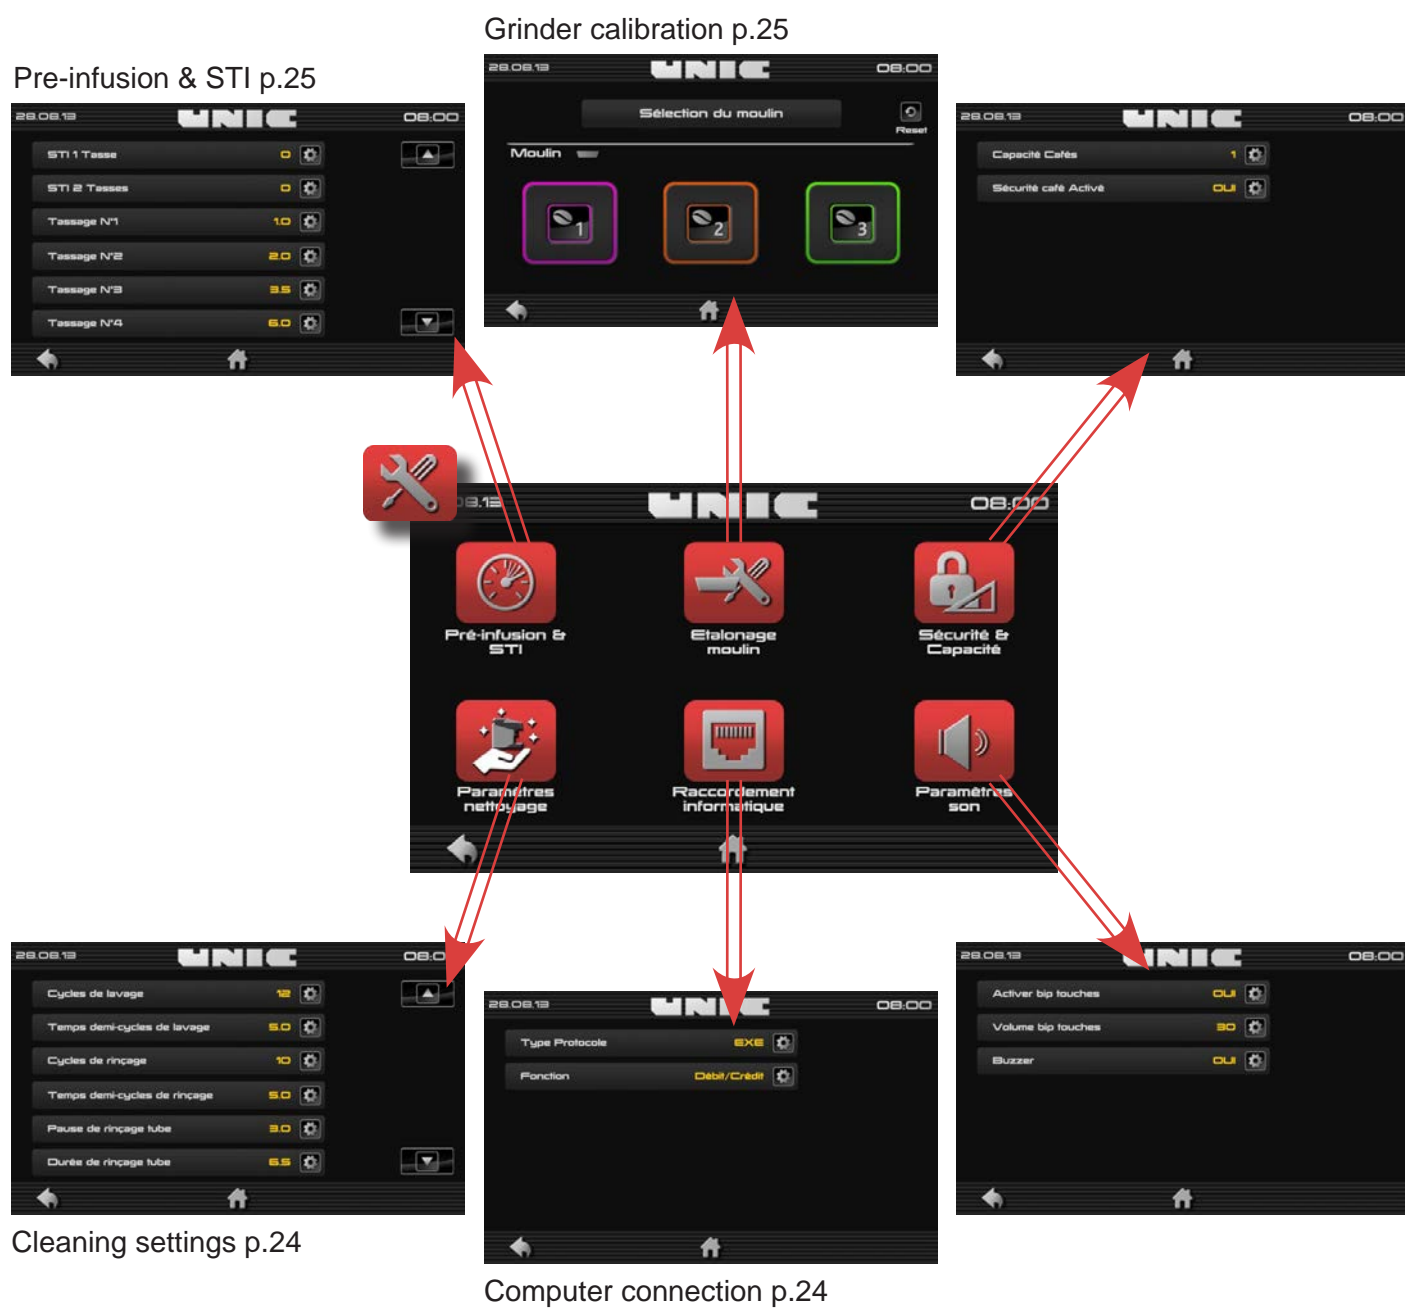 Grinder calibration p.25
Pre-infusion & STI p.25
28.08.13 UNIC 08:00
STI 1 Tasse 0
STI 2 Tasses 0
Tassage N°1 1.0
Tassage N°2 2.0
Tassage N°3 3.5
Tassage N°4 6.0
28.08.13 UNIC 08:00
Sélection du moulin
Reset
Moulin
1 2 3
28.08.13 UNIC 08:00
Capacité Cafés 1
Sécurité café Activé OUI
8.13 UNIC 08:00
Pré-infusion &
STI
Etalonage
moulin
Sécurité &
Capacité
Paramètres
nettoyage
Raccordement
informatique
Paramètres
son
28.08.13 UNIC 08:0
Cycles de lavage 12
Temps demi-cycles de lavage 5.0
Cycles de rinçage 10
Temps demi-cycles de rinçage 5.0
Pause de rinçage tube 3.0
Durée de rinçage tube 6.5
Cleaning settings p.24
28.08.13 UNIC 08:00
Type Protocole EXE
Fonction Débit/Crédit
Computer connection p.24
28.08.13 UNIC 08:00
Activer bip touches OUI
Volume bip touches 30
Buzzer OUI